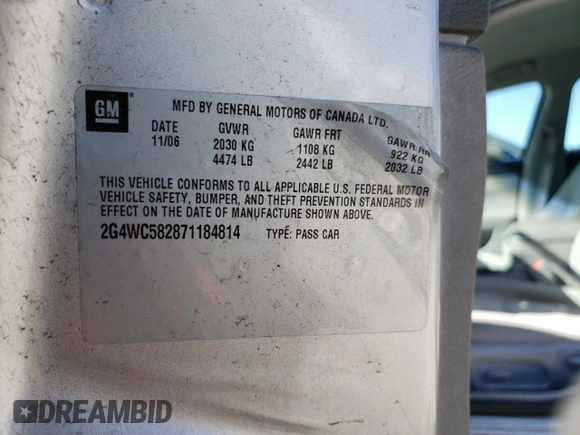 GM
MFD BY GENERAL MOTORS OF CANADA LTD.
DATE GVWR GAWR FRT GAWR RR
11/06 2030 KG 1108 KG 922 KG
4474 LB 2442 LB 2032 LB
THIS VEHICLE CONFORMS TO ALL APPLICABLE U.S. FEDERAL MOTOR
VEHICLE SAFETY, BUMPER, AND THEFT PREVENTION STANDARDS IN
EFFECT ON THE DATE OF MANUFACTURE SHOWN ABOVE.
2G4WC582871184814 TYPE: PASS CAR
DREAMBID